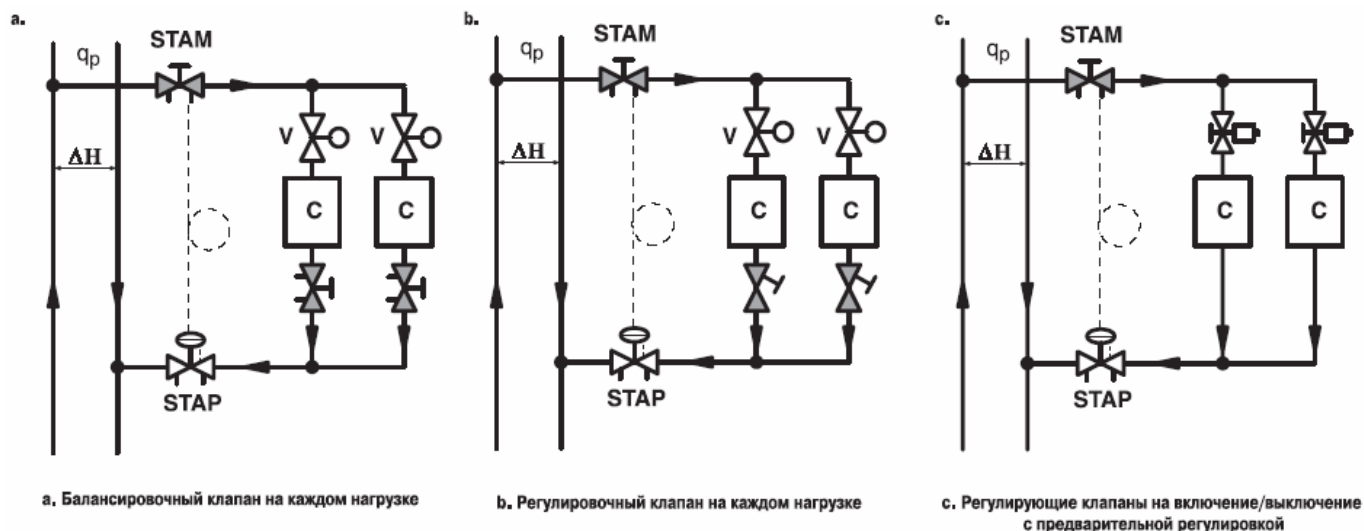 a.
STAM
qp
V
V
ΔH
C
C
STAP
a. Балансировочный клапан на каждом нагрузке
b.
STAM
qp
V
V
ΔH
C
C
STAP
b. Регулировочный клапан на каждом нагрузке
c.
STAM
qp
ΔH
C
C
STAP
c. Регулирующие клапаны на включение/выключение
с предварительной регулировкой